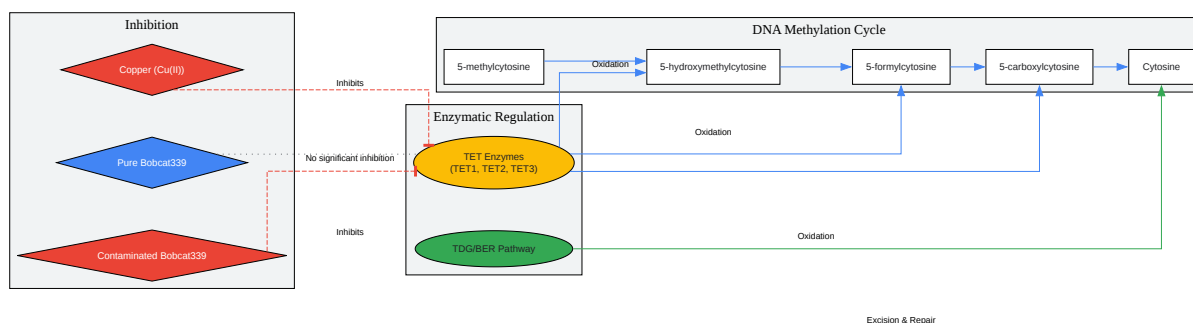 Inhibition
DNA Methylation Cycle
Copper (Cu(II))
5-methylcytosine
Oxidation
5-hydroxymethylcytosine
5-formylcytosine
5-carboxylcytosine
Cytosine
Inhibits
Enzymatic Regulation
Oxidation
Pure Bobcat339
No significant inhibition
TET Enzymes
(TET1, TET2, TET3)
Inhibits
Oxidation
TDG/BER Pathway
Contaminated Bobcat339
Excision & Repair